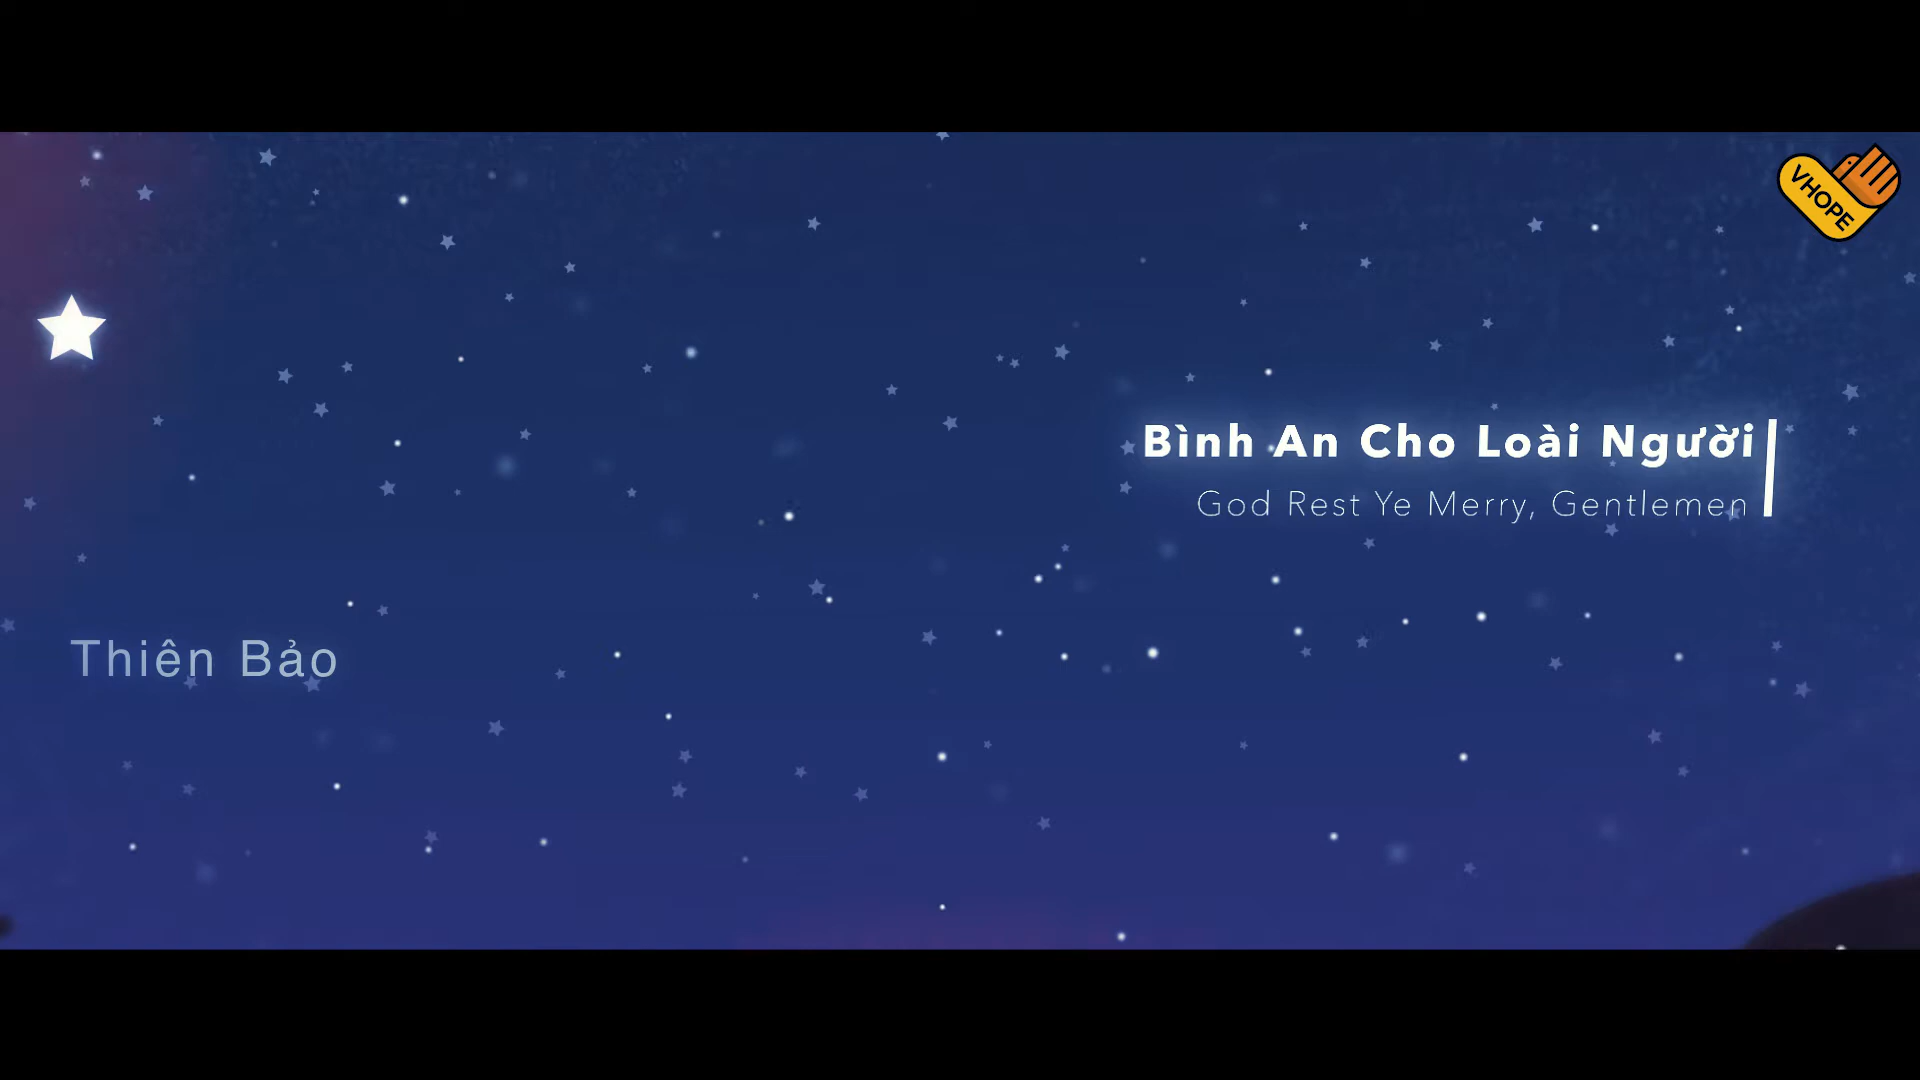 VHOPE
Bình An Cho Loài Người
God Rest Ye Merry, Gentlemen
Thiên Bảo